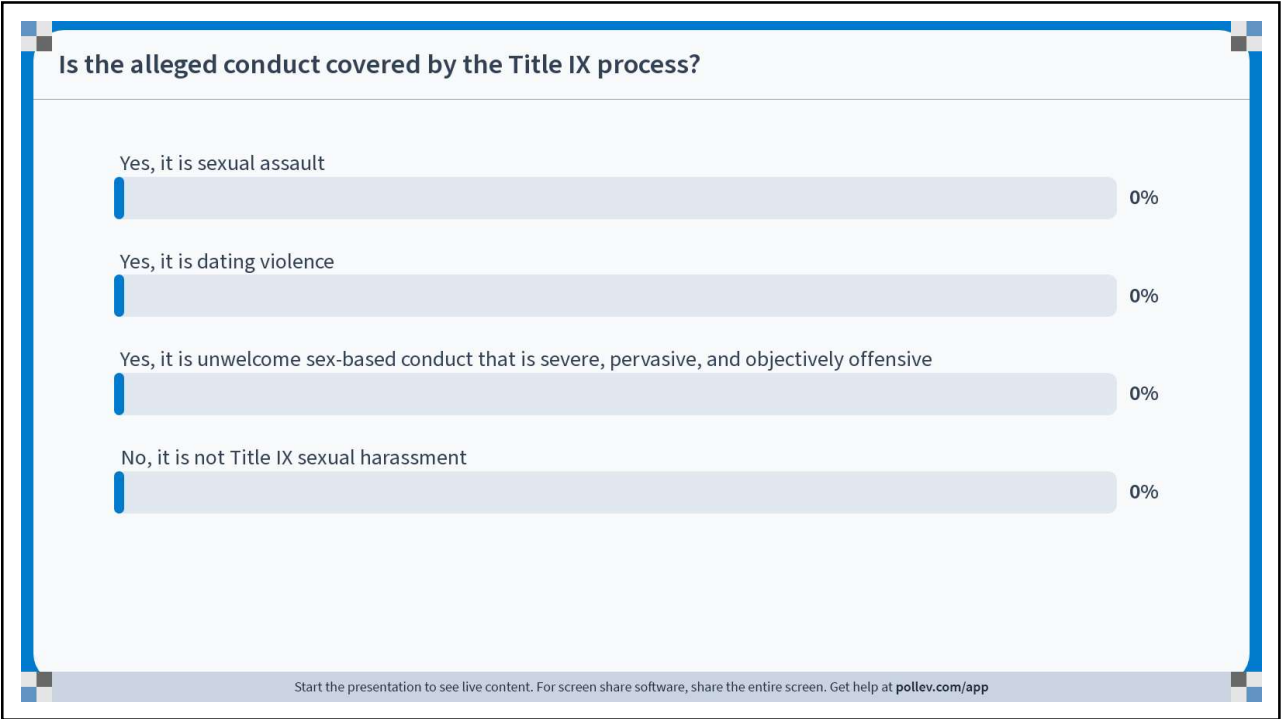 Is the alleged conduct covered by the Title IX process?
Yes, it is sexual assault
0%
Yes, it is dating violence
0%
Yes, it is unwelcome sex-based conduct that is severe, pervasive, and objectively offensive
0%
No, it is not Title IX sexual harassment
0%
Start the presentation to see live content. For screen share software, share the entire screen. Get help at pollev.com/app